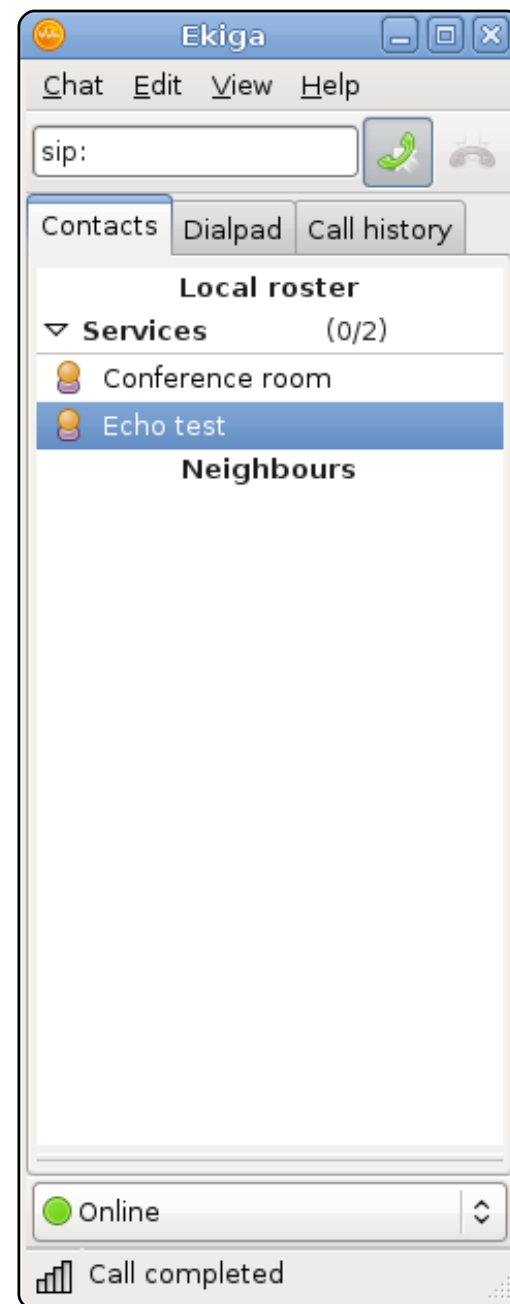 Ekiga
Chat Edit View Help
sip:
Contacts Dialpad Call history
Local roster
Services (0/2)
Conference room
Echo test
Neighbours
Online
Call completed